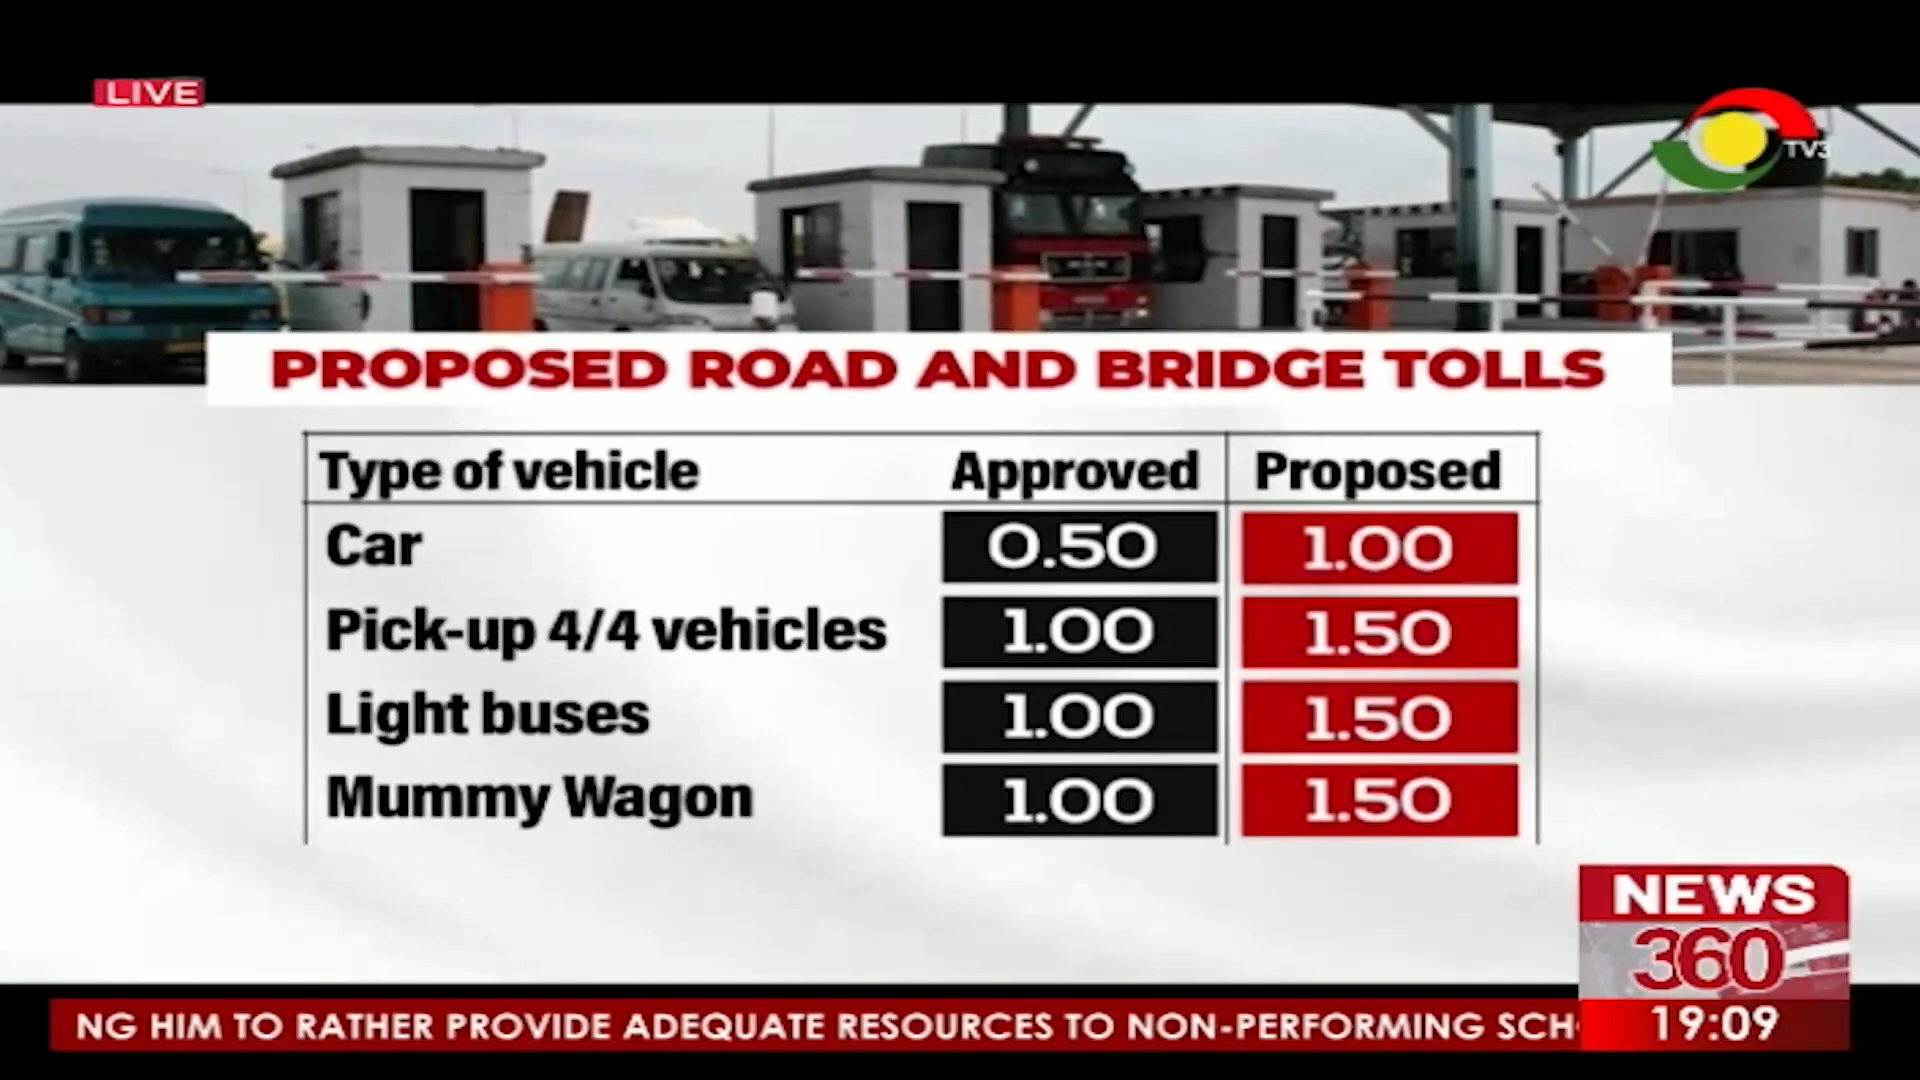 LIVE
TV3
PROPOSED ROAD AND BRIDGE TOLLS
Type of vehicle Approved Proposed
Car 0.50 1.00
Pick-up 4/4 vehicles 1.00 1.50
Light buses 1.00 1.50
Mummy Wagon 1.00 1.50
NEWS
360
NG HIM TO RATHER PROVIDE ADEQUATE RESOURCES TO NON-PERFORMING SCH
19:09